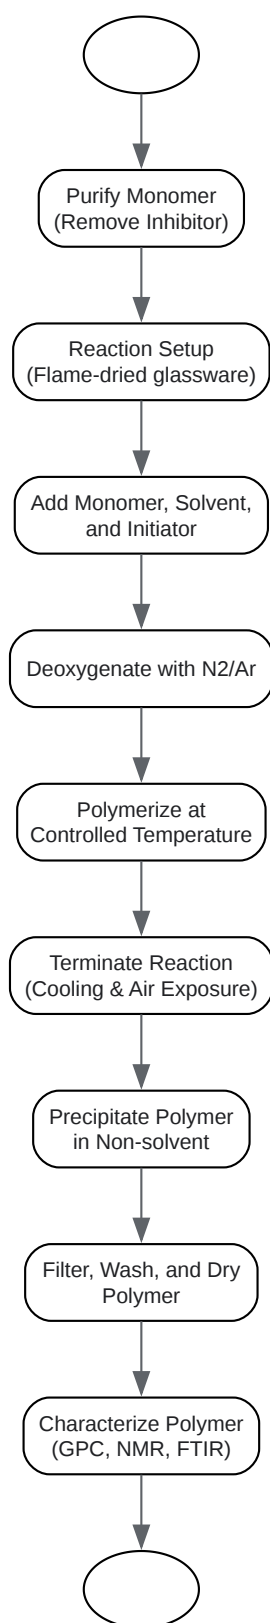 Purify Monomer
(Remove Inhibitor)
Reaction Setup
(Flame-dried glassware)
Add Monomer, Solvent,
and Initiator
Deoxygenate with N2/Ar
Polymerize at
Controlled Temperature
Terminate Reaction
(Cooling & Air Exposure)
Precipitate Polymer
in Non-solvent
Filter, Wash, and Dry
Polymer
Characterize Polymer
(GPC, NMR, FTIR)